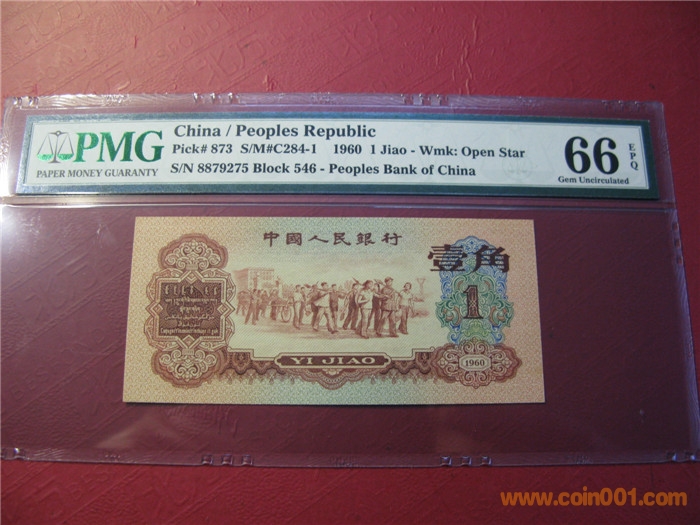 PMG
PAPER MONEY GUARANTY
China / Peoples Republic
Pick# 873 S/M#C284-1 1960 1 Jiao - Wmk: Open Star
S/N 8879275 Block 546 - Peoples Bank of China
66
EPQ
Gem Uncirculated
中國人民銀行
壹角
1
YI JIAO
1960
www.coin001.com